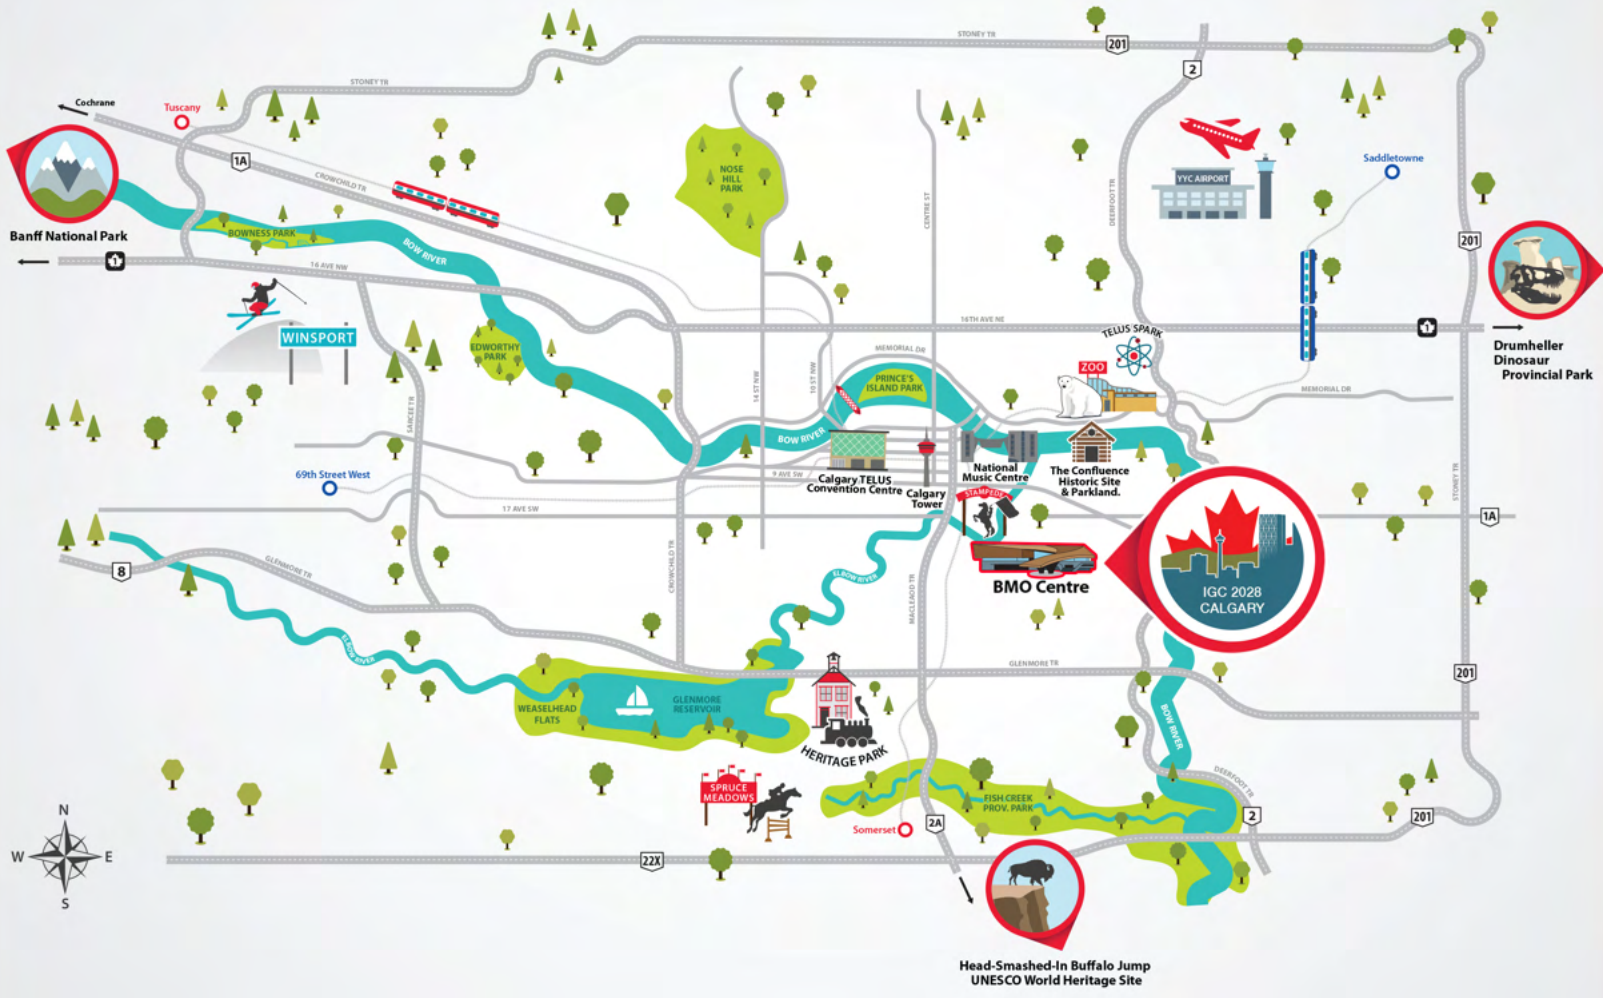 STONEY TR
201
2
STONEY TR
Cochrane
Tuscany
1A
CROWCHILD TR
NOSE
HILL
PARK
CENTRE ST
DEERFOOT TR
YYC AIRPORT
Saddletowne
201
Banff National Park
BOWNESS PARK
BOW RIVER
1
16 AVE NW
WINSPORT
EDWORTHY
PARK
16TH AVE NE
1
TELUS SPARK
Drumheller
Dinosaur
Provincial Park
MEMORIAL DR
ZOO
MEMORIAL DR
PRINCE'S
ISLAND PARK
14 ST NW
10 ST NW
SARCEE TR
BOW RIVER
9 AVE SW
69th Street West
Calgary TELUS
Convention Centre
Calgary
Tower
National
Music Centre
The Confluence
Historic Site
& Parkland.
STAMPEDE
STONEY TR
17 AVE SW
1A
8
GLENMORE TR
CROWCHILD TR
ELBOW RIVER
MACLEAOD TR
BMO Centre
IGC 2028
CALGARY
ELBOW RIVER
GLENMORE TR
201
WEASELHEAD
FLATS
GLENMORE
RESERVOIR
HERITAGE PARK
BOW RIVER
SPRUCE
MEADOWS
FISH CREEK
PROV. PARK
DEERFOOT TR
Somerset
2A
2
201
N
W
E
S
22X
Head-Smashed-In Buffalo Jump
UNESCO World Heritage Site